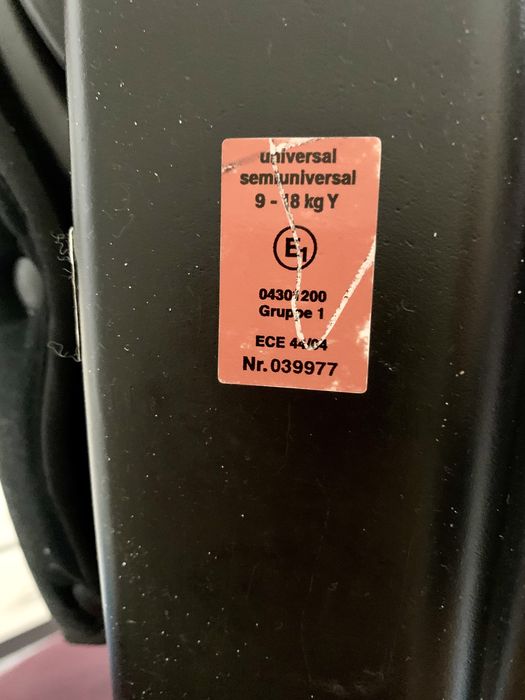 universal
semiuniversal
9 - 18 kg Y
E1
04301200
Gruppe 1
ECE 44/04
Nr. 039977